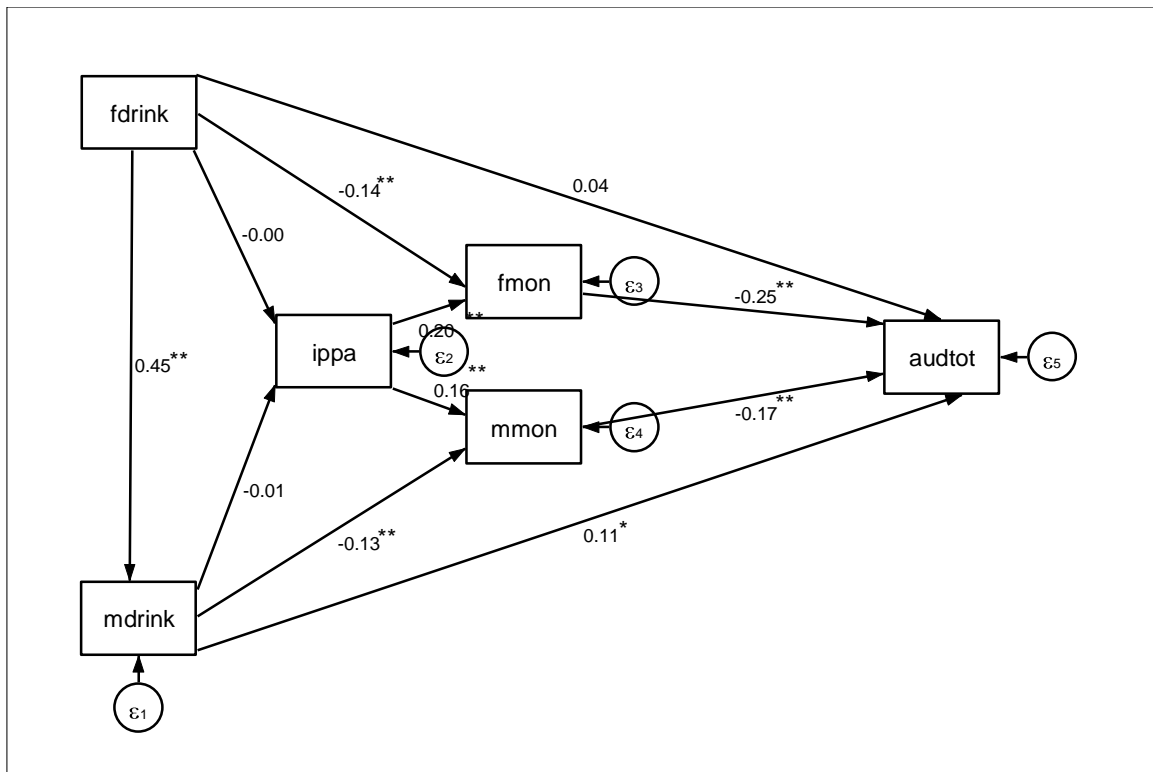 fdrink
0.04
-0.14**
-0.00
fmon
ε3
-0.25**
0.20**
ippa
ε2
audtot
ε5
0.45**
0.16**
mmon
ε4
-0.17**
-0.01
-0.13**
0.11*
mdrink
ε1